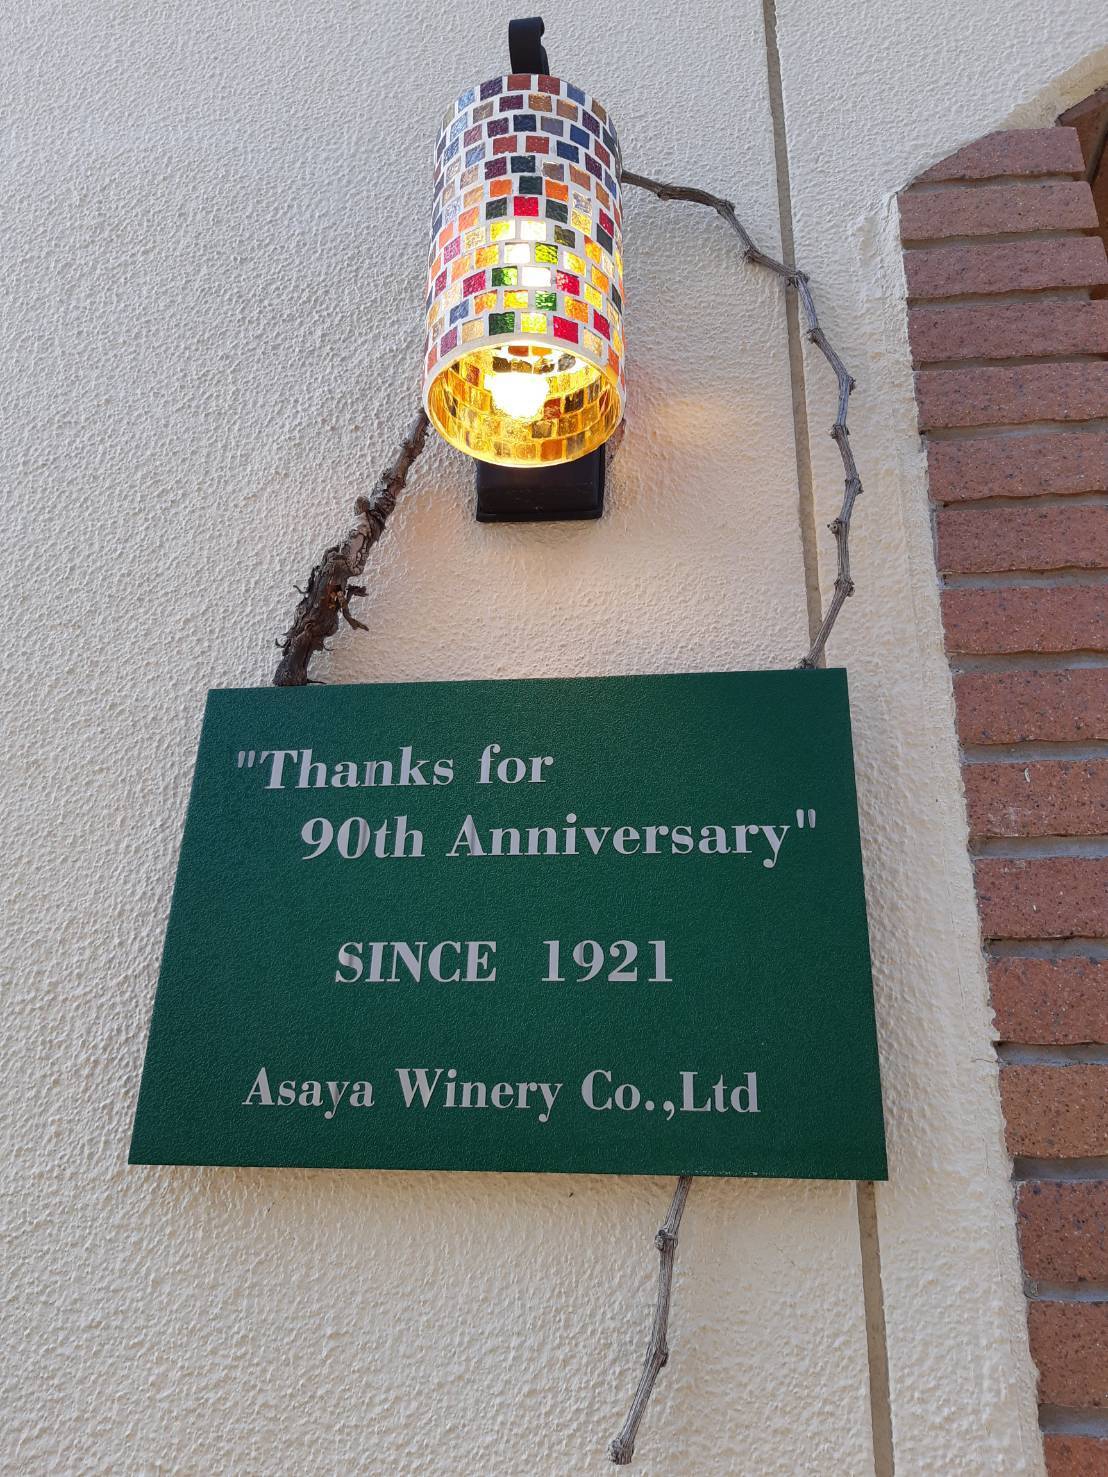 "Thanks for
90th Anniversary"
SINCE 1921
Asaya Winery Co.,Ltd